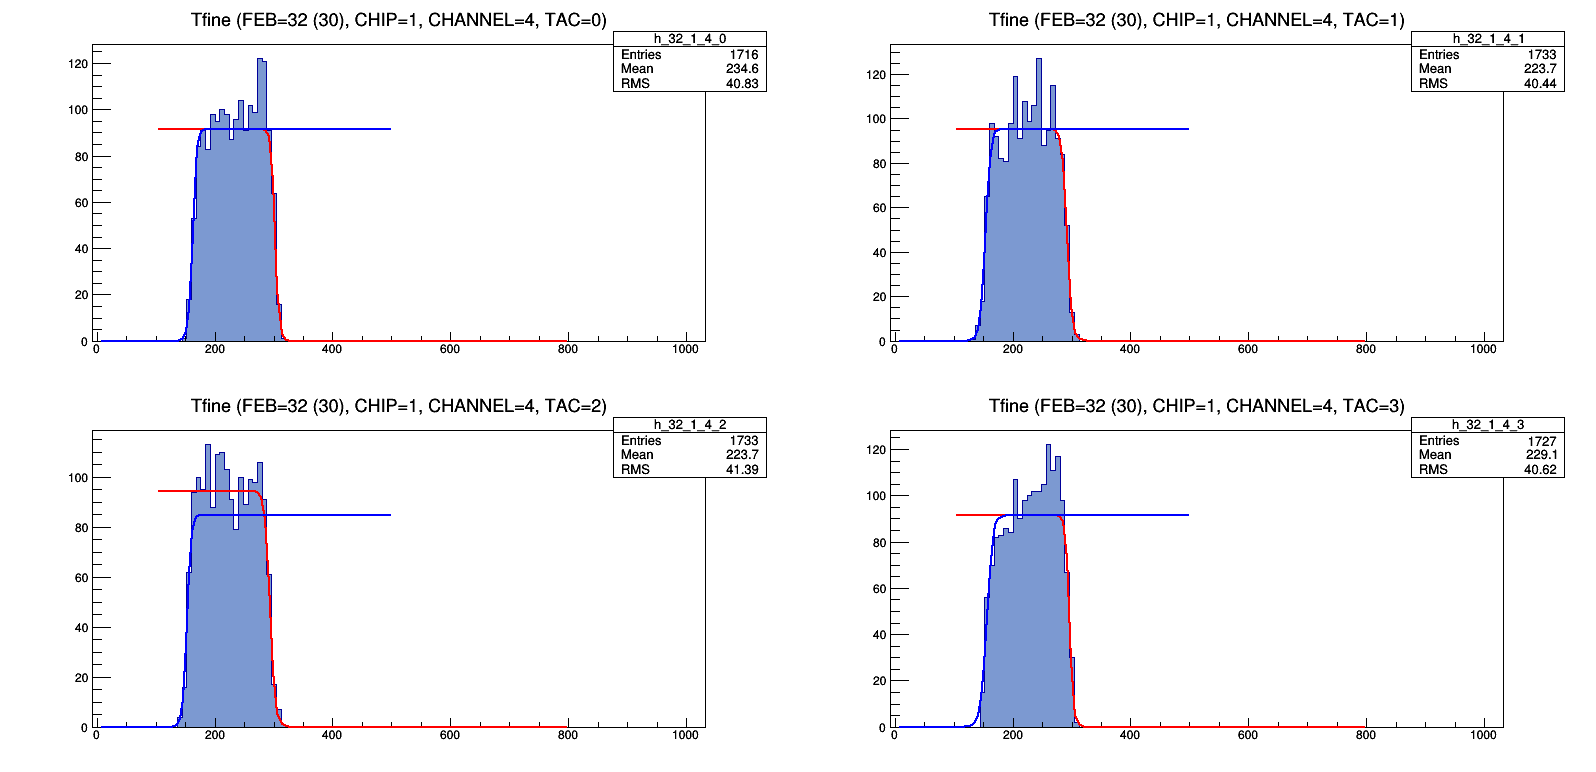 Tfine (FEB=32 (30), CHIP=1, CHANNEL=4, TAC=0)
h_32_1_4_0
Entries 1716
Mean 234.6
RMS 40.83
120
100
80
60
40
20
0
0 200 400 600 800 1000
Tfine (FEB=32 (30), CHIP=1, CHANNEL=4, TAC=1)
h_32_1_4_1
Entries 1733
Mean 223.7
RMS 40.44
120
100
80
60
40
20
0
0 200 400 600 800 1000
Tfine (FEB=32 (30), CHIP=1, CHANNEL=4, TAC=2)
h_32_1_4_2
Entries 1733
Mean 223.7
RMS 41.39
100
80
60
40
20
0
0 200 400 600 800 1000
Tfine (FEB=32 (30), CHIP=1, CHANNEL=4, TAC=3)
h_32_1_4_3
Entries 1727
Mean 229.1
RMS 40.62
120
100
80
60
40
20
0
0 200 400 600 800 1000